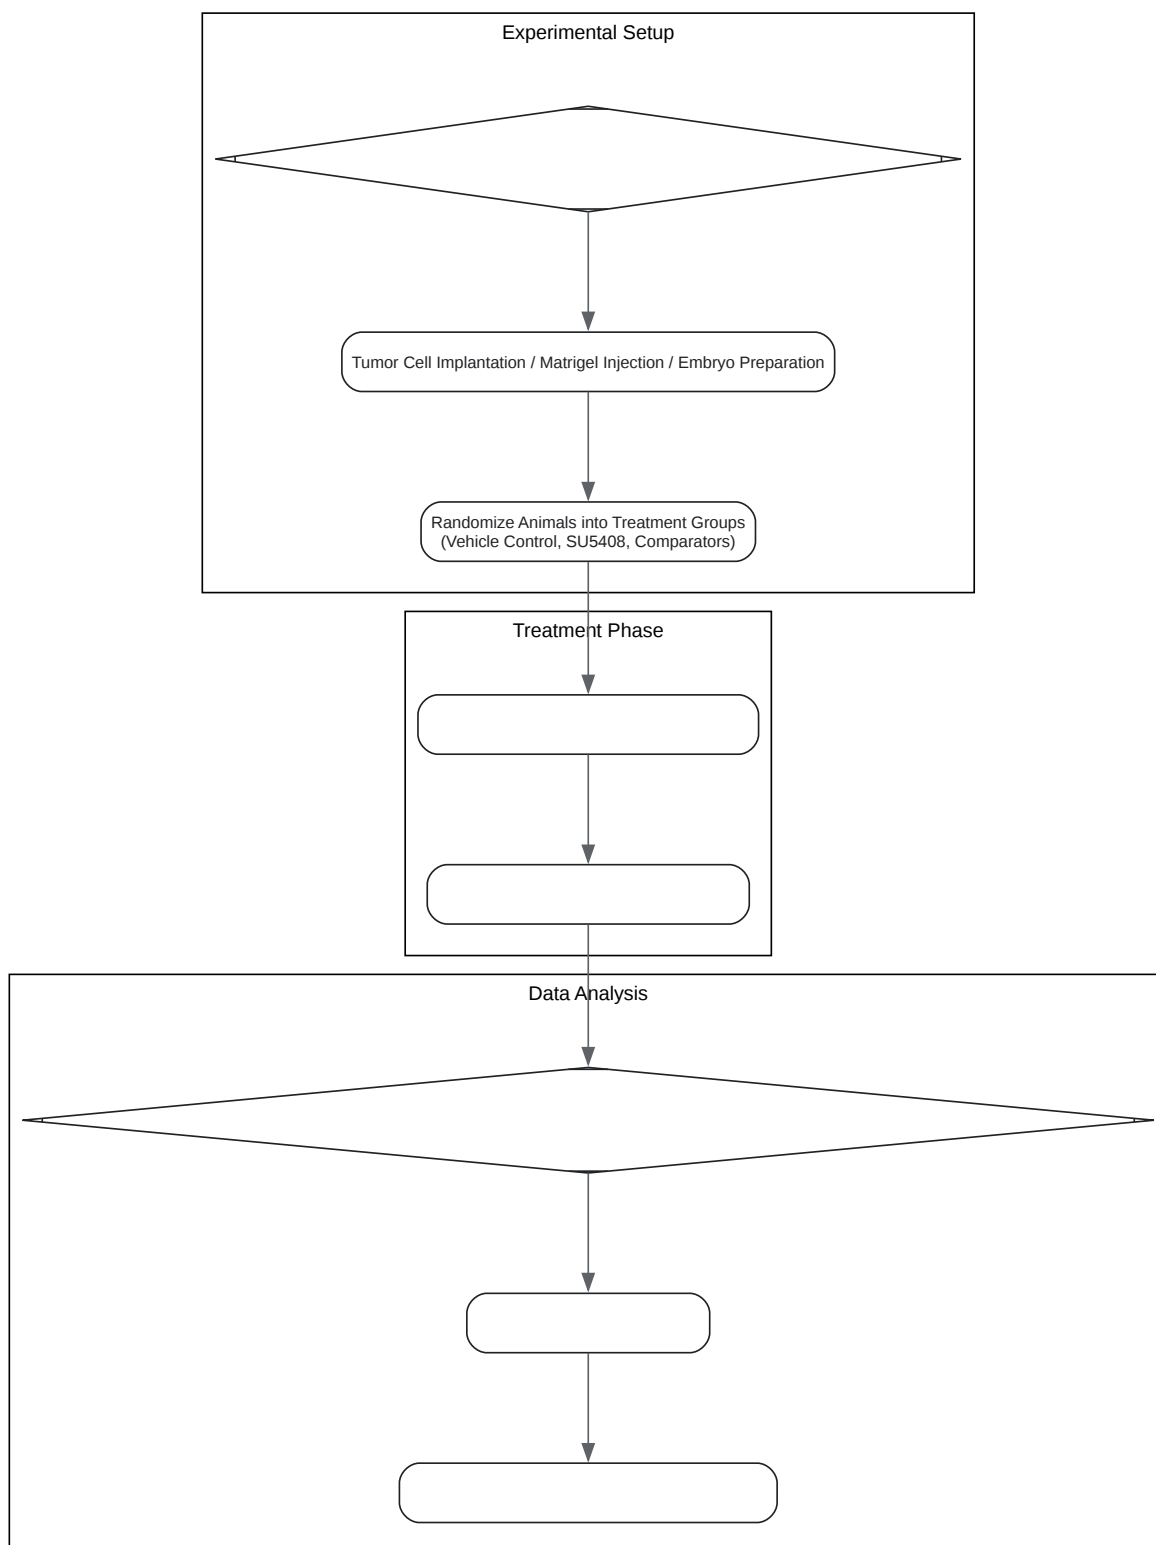 Experimental Setup
Tumor Cell Implantation / Matrigel Injection / Embryo Preparation
Randomize Animals into Treatment Groups
(Vehicle Control, SU5408, Comparators)
Treatment Phase
Data Analysis